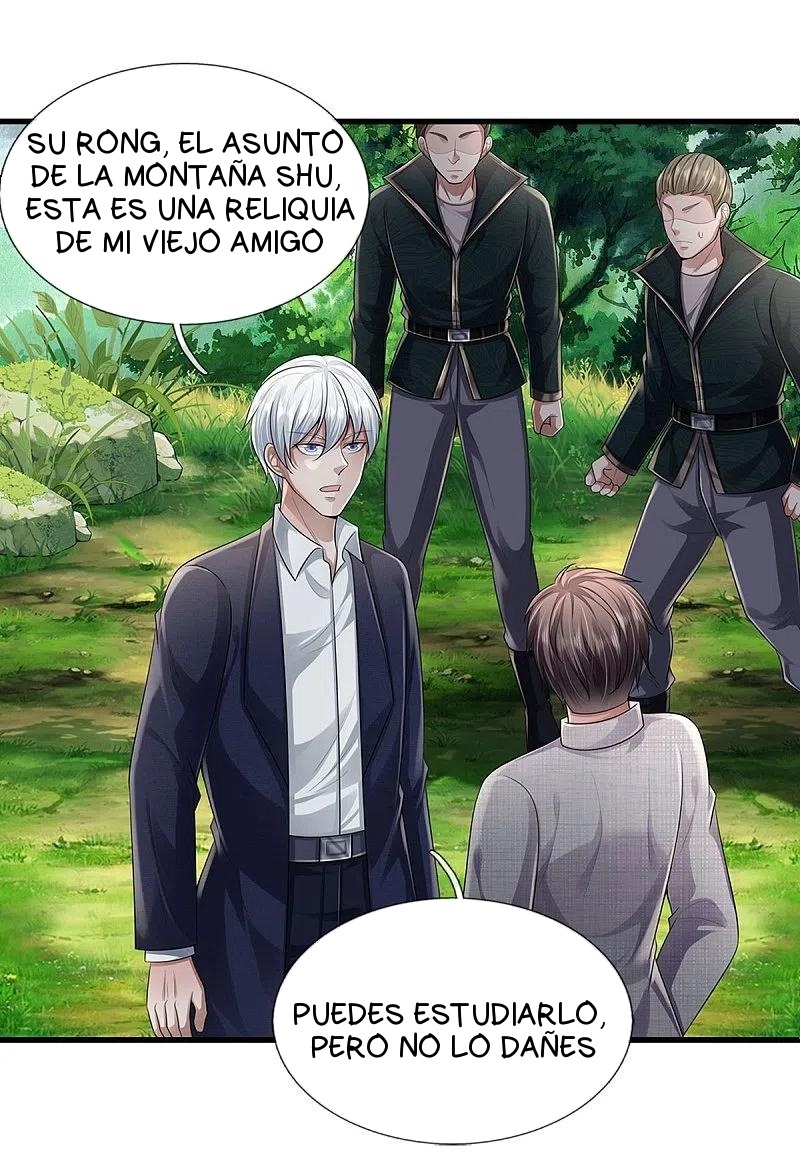 SU RONG, EL ASUNTO
DE LA MONTAÑA SHU,
ESTA ES UNA RELIQUIA
DE MI VIEJO AMIGO
PUEDES ESTUDIARLO,
PERO NO LO DAÑES